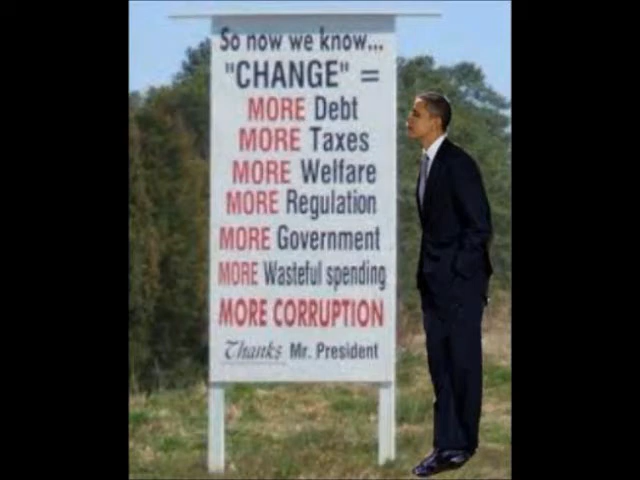 So now we know...
"CHANGE" =
MORE Debt
MORE Taxes
MORE Welfare
MORE Regulation
MORE Government
MORE Wasteful spending
MORE CORRUPTION
Thanks Mr. President